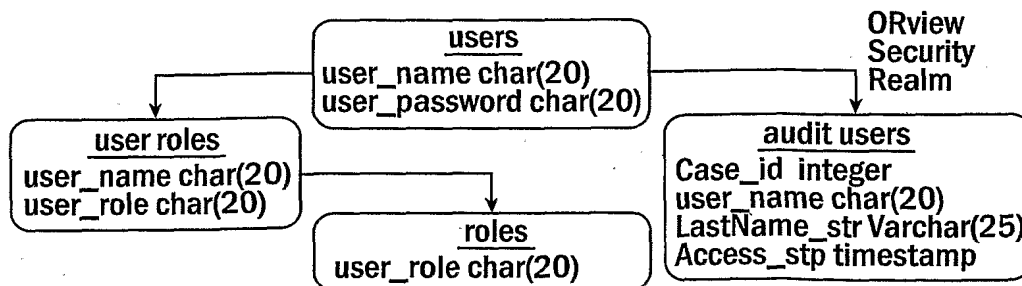 users
user_name char(20)
user_password char(20)
ORview
Security
Realm
user roles
user_name char(20)
user_role char(20)
roles
user_role char(20)
audit users
Case_id integer
user_name char(20)
LastName_str Varchar(25)
Access_stp timestamp